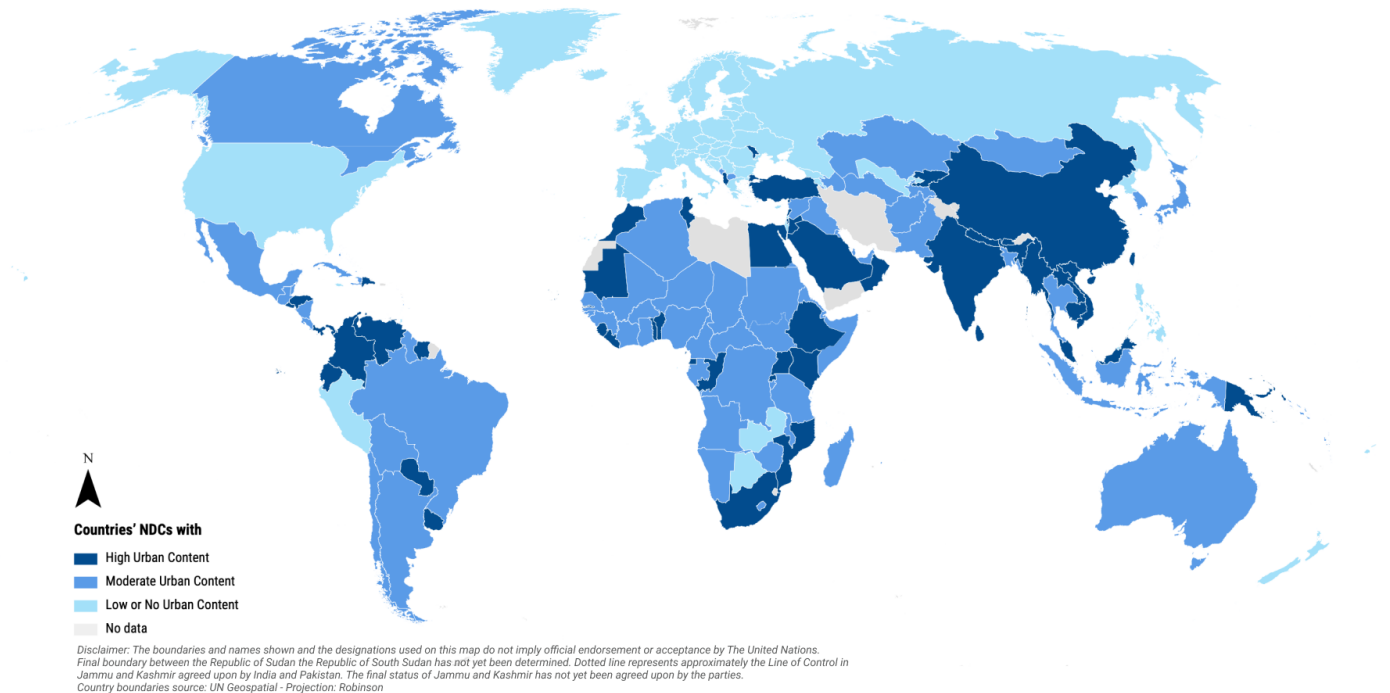 N
Countries’ NDCs with
High Urban Content
Moderate Urban Content
Low or No Urban Content
No data
Disclaimer: The boundaries and names shown and the designations used on this map do not imply official endorsement or acceptance by The United Nations.
Final boundary between the Republic of Sudan the Republic of South Sudan has not yet been determined. Dotted line represents approximately the Line of Control in
Jammu and Kashmir agreed upon by India and Pakistan. The final status of Jammu and Kashmir has not yet been agreed upon by the parties.
Country boundaries source: UN Geospatial - Projection: Robinson